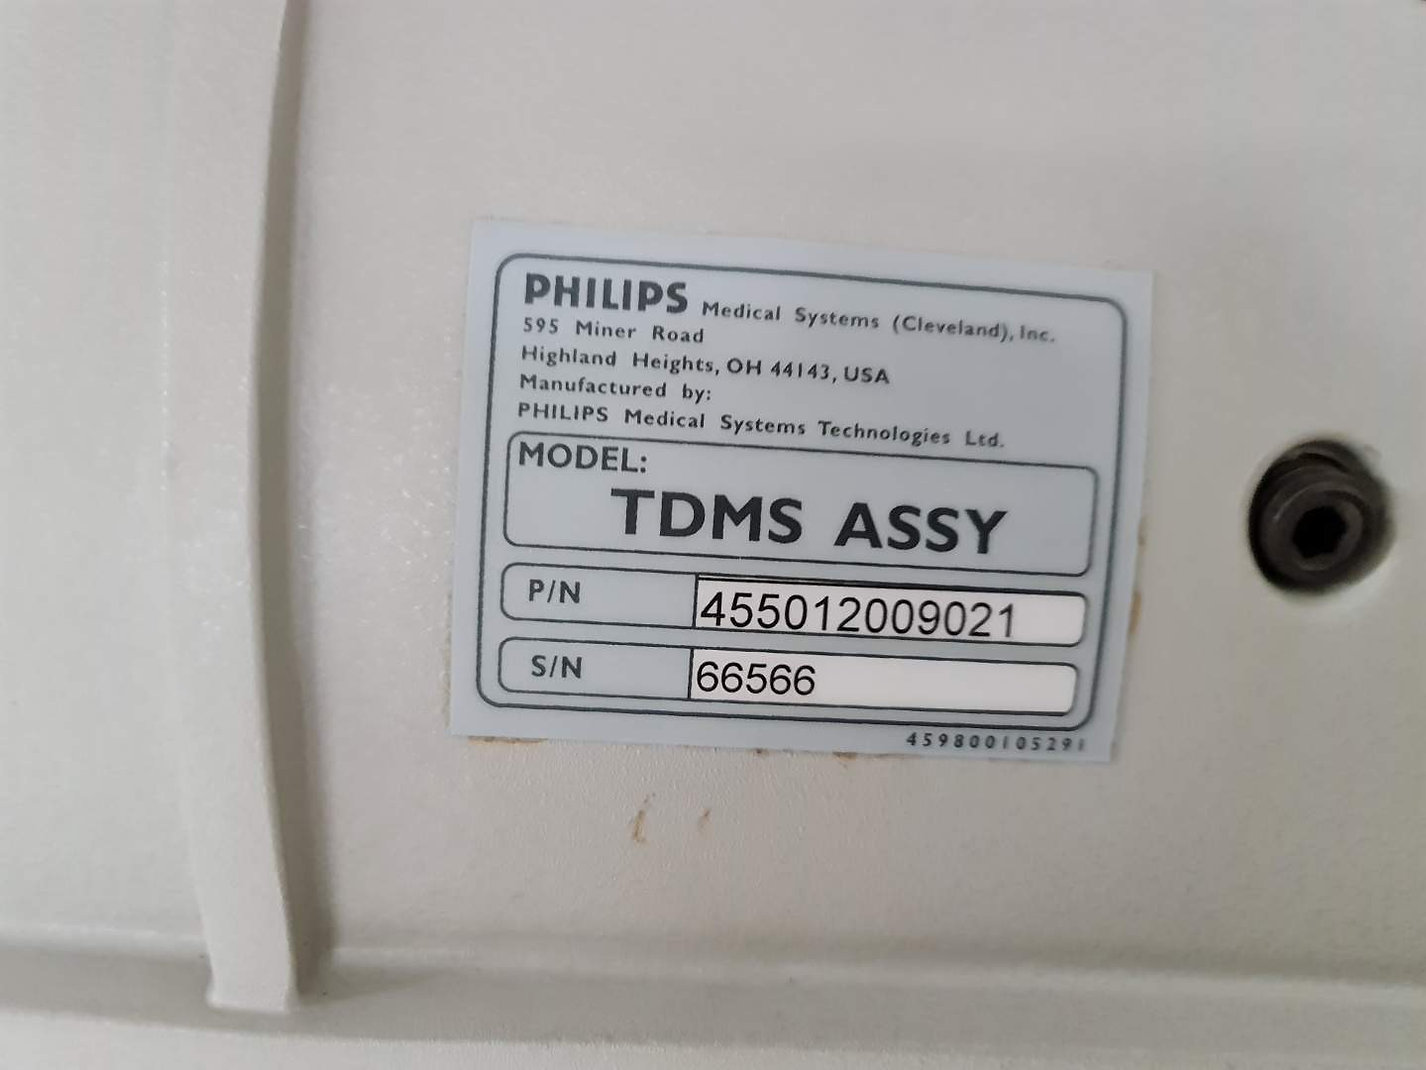 PHILIPS Medical Systems (Cleveland), Inc.
595 Miner Road
Highland Heights, OH 44143, USA
Manufactured by:
PHILIPS Medical Systems Technologies Ltd.
MODEL:
TDMS ASSY
P/N 455012009021
S/N 66566
459800105291